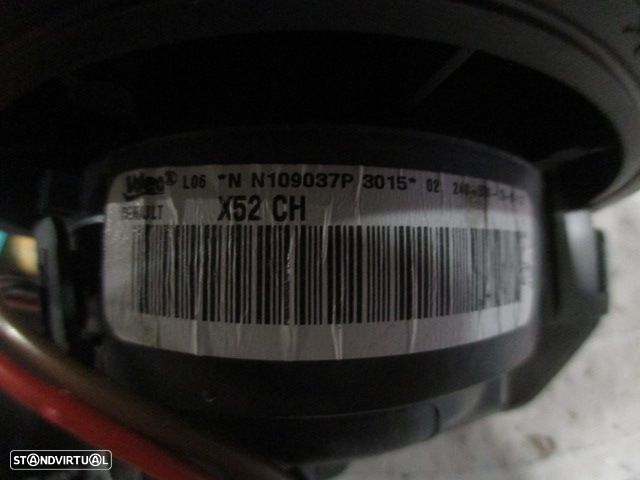 Valeo® L06 "N N109037P 3015" 02
RENAULT X52 CH
STANDVIRTUAL